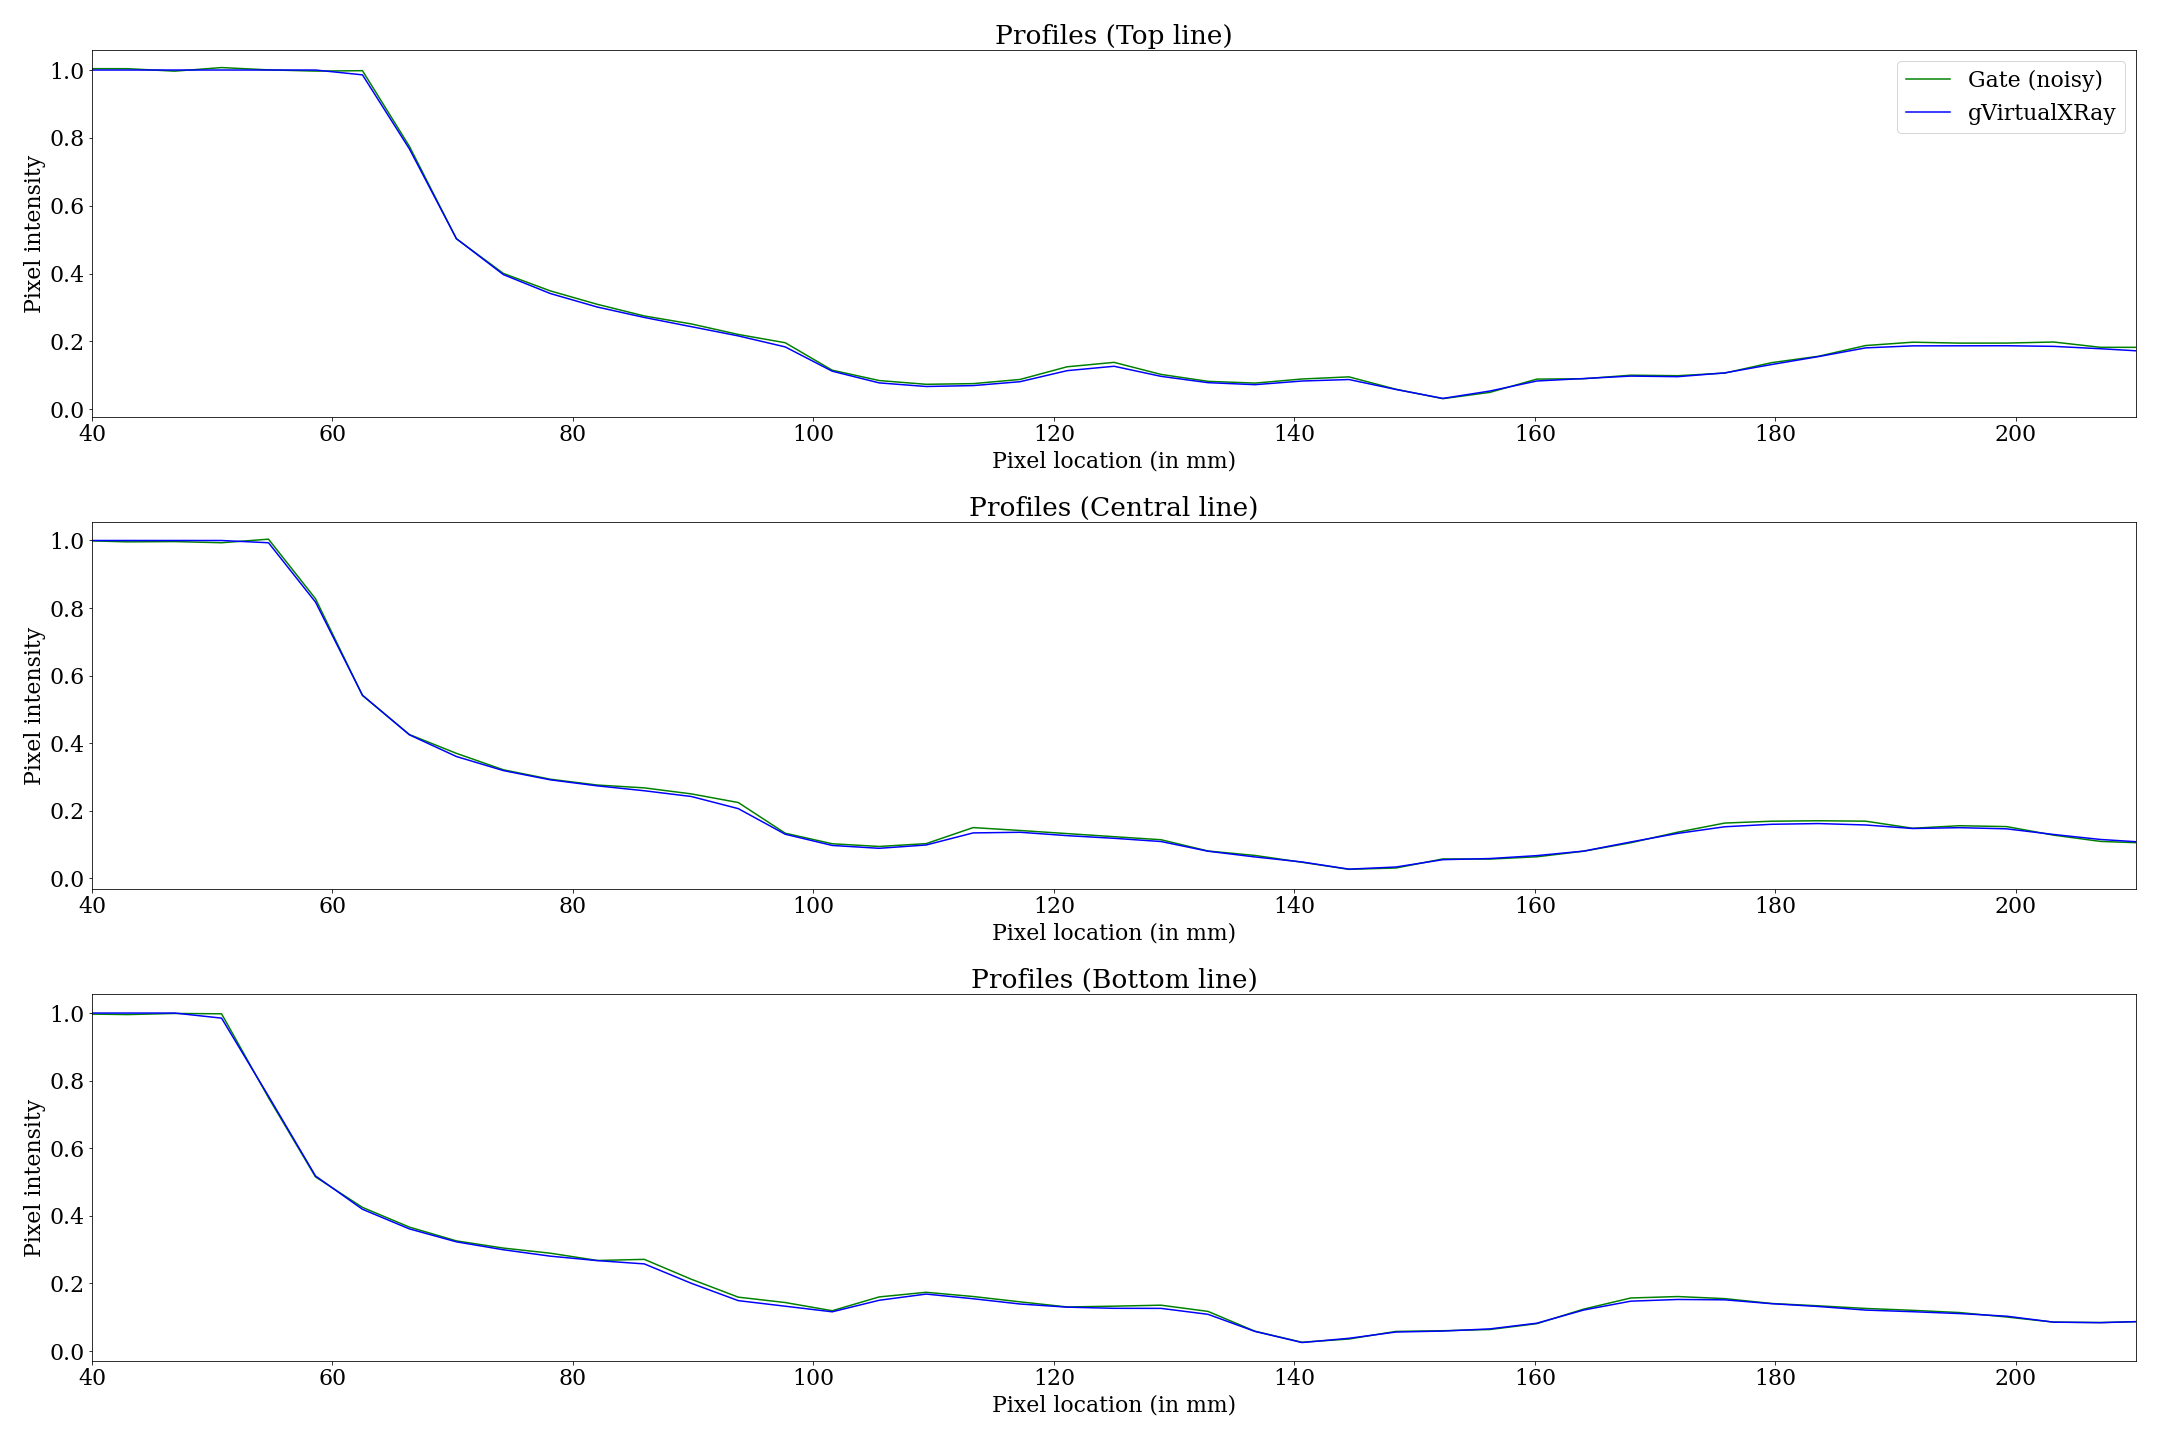 Profiles (Top line)
1.0
0.8
0.6
0.4
0.2
0.0
Pixel intensity
Gate (noisy)
gVirtualXRay
40 60 80 100 120 140 160 180 200
Pixel location (in mm)
Profiles (Central line)
1.0
0.8
0.6
0.4
0.2
0.0
Pixel intensity
40 60 80 100 120 140 160 180 200
Pixel location (in mm)
Profiles (Bottom line)
1.0
0.8
0.6
0.4
0.2
0.0
Pixel intensity
40 60 80 100 120 140 160 180 200
Pixel location (in mm)